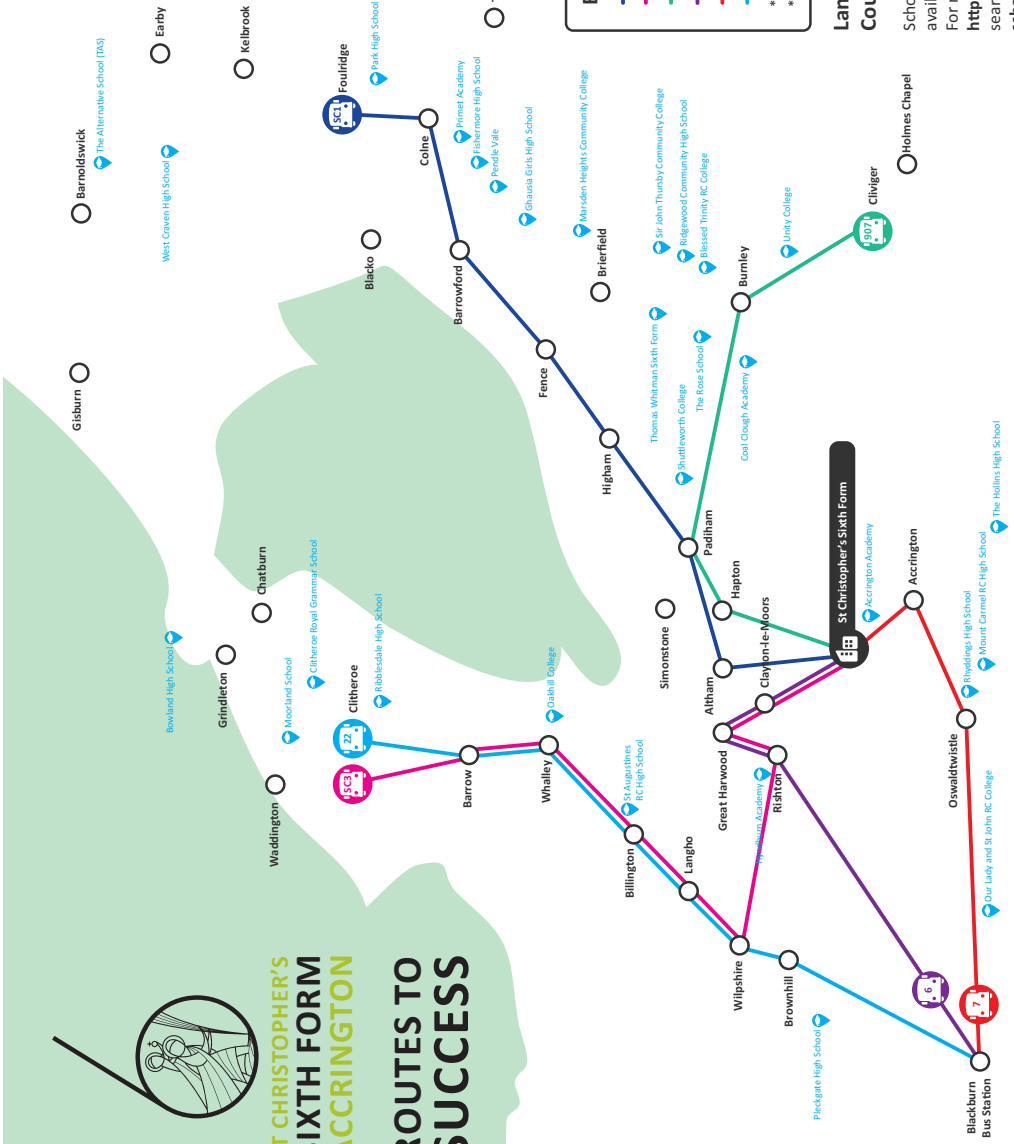 T CHRISTOPHER'S
SIXTH FORM
ACCRINGTON
ROUTES TO
SUCCESS
Earby
Kelbrook
Barnoldswick
The Alternative School (TAS)
West Craven High School
Gisburn
SC1
Foulridge
Park High School
Colne
Primet Academy
Fishermore High School
Pendle Vale
Ghausia Girls High School
Marsden Heights Community College
Blacko
Barrowford
Brierfield
Fence
Higham
Sir John Thursby Community College
Ridgewood Community High School
Blessed Trinity RC College
Unity College
Burnley
907
Cliviger
Holmes Chapel
Thomas Whitman Sixth Form
Shuttleworth College
The Rose School
Coal Clough Academy
Padiham
Hapton
Simonstone
Altham
Clayton-le-Moors
St Christopher's Sixth Form
Accrington Academy
Accrington
Rhyddings High School
Mount Carmel RC High School
The Hollins High School
Oswaldtwistle
Our Lady and St John RC College
Bowland High School
Grindleton
Chatburn
Moorland School
Clitheroe Royal Grammar School
Ribblesdale High School
Waddington
Clitheroe
22
SC3
Barrow
Whalley
Oakhill College
St Augustines
RC High School
Billington
Langho
Great Harwood
Rishton
Wilpshire
Brownhill
Pleckgate High School
6
7
Blackburn
Bus Station
Lan
Cou
Scho
avail
For
http
sear